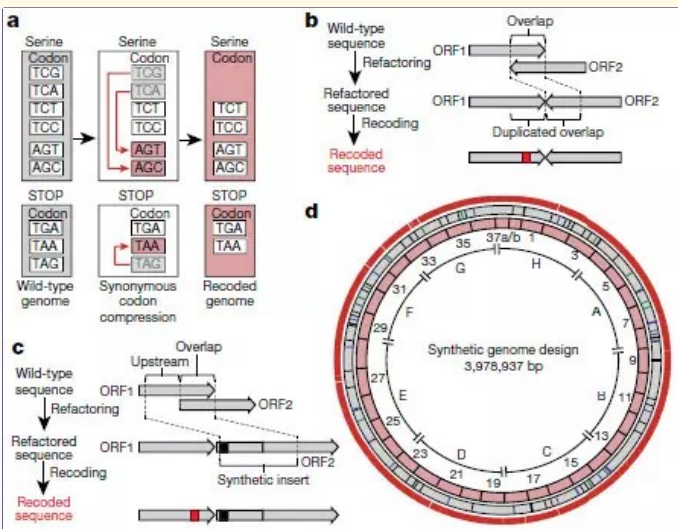 a
Serine
Codon
TCG
TCA
TCT
TCC
AGT
AGC
STOP
Codon
TGA
TAA
TAG
Wild-type
genome
Serine
Codon
TCG
TCA
TCT
TCC
AGT
AGC
STOP
Codon
TGA
TAA
TAG
Synonymous
codon
compression
Serine
Codon
TCT
TCC
AGT
AGC
STOP
Codon
TGA
TAA
Recoded
genome
b
Wild-type
sequence
Refactoring
Refactored
sequence
Recoding
Recoded
sequence
Overlap
ORF1
ORF2
ORF1
ORF2
Duplicated overlap
c
Wild-type
sequence
Refactoring
Refactored
sequence
Recoding
Recoded
sequence
Overlap
Upstream
ORF1
ORF2
ORF1
ORF2
Synthetic insert
d
37a/b
1
3
5
7
9
11
13
15
17
19
21
23
25
27
29
31
33
35
H
A
B
C
D
E
F
G
Synthetic genome design
3,978,937 bp